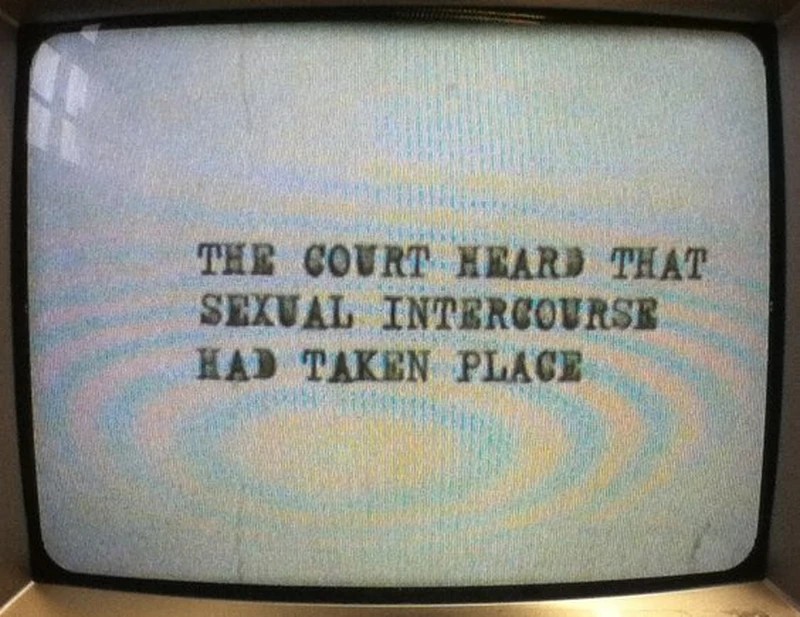 THE COURT HEARD THAT
SEXUAL INTERCOURSE
HAD TAKEN PLACE